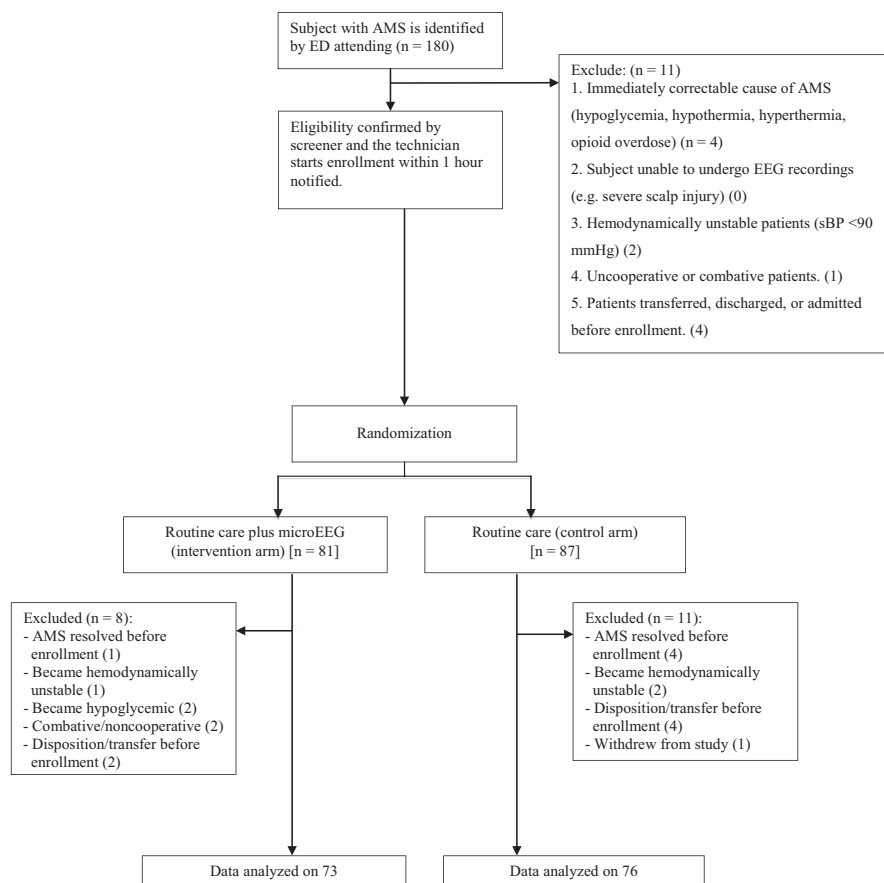 Subject with AMS is identified
by ED attending (n = 180)
Exclude: (n = 11)
1. Immediately correctable cause of AMS
(hypoglycemia, hypothermia, hyperthermia,
opioid overdose) (n = 4)
2. Subject unable to undergo EEG recordings
(e.g. severe scalp injury) (0)
3. Hemodynamically unstable patients (sBP <90
mmHg) (2)
4. Uncooperative or combative patients. (1)
5. Patients transferred, discharged, or admitted
before enrollment. (4)
Eligibility confirmed by
screener and the technician
starts enrollment within 1 hour
notified.
Randomization
Routine care plus microEEG
(intervention arm) [n = 81]
Routine care (control arm)
[n = 87]
Excluded (n = 8):
- AMS resolved before
enrollment (1)
- Became hemodynamically
unstable (1)
- Became hypoglycemic (2)
- Combative/noncooperative (2)
- Disposition/transfer before
enrollment (2)
Excluded (n = 11):
- AMS resolved before
enrollment (4)
- Became hemodynamically
unstable (2)
- Disposition/transfer before
enrollment (4)
- Withdrew from study (1)
Data analyzed on 73
Data analyzed on 76